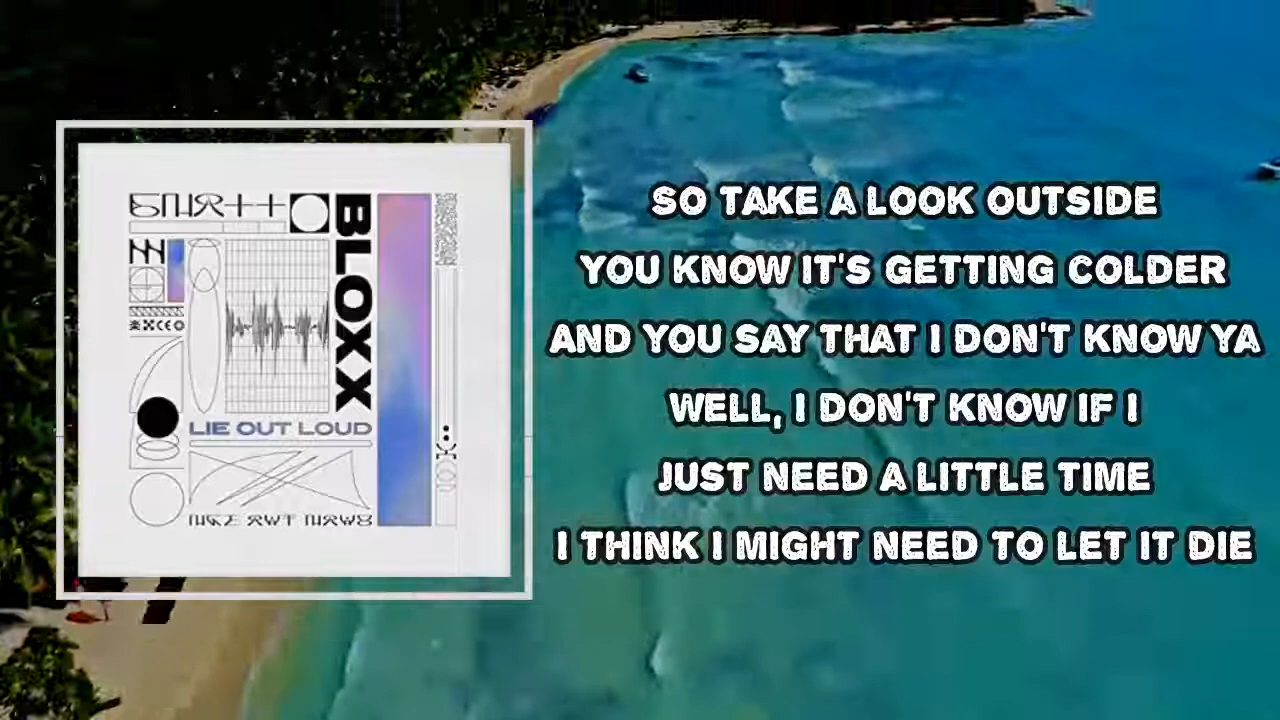 BLOXX
LIE OUT LOUD
SO TAKE A LOOK OUTSIDE
YOU KNOW IT'S GETTING COLDER
AND YOU SAY THAT I DON'T KNOW YA
WELL, I DON'T KNOW IF I
JUST NEED A LITTLE TIME
I THINK I MIGHT NEED TO LET IT DIE